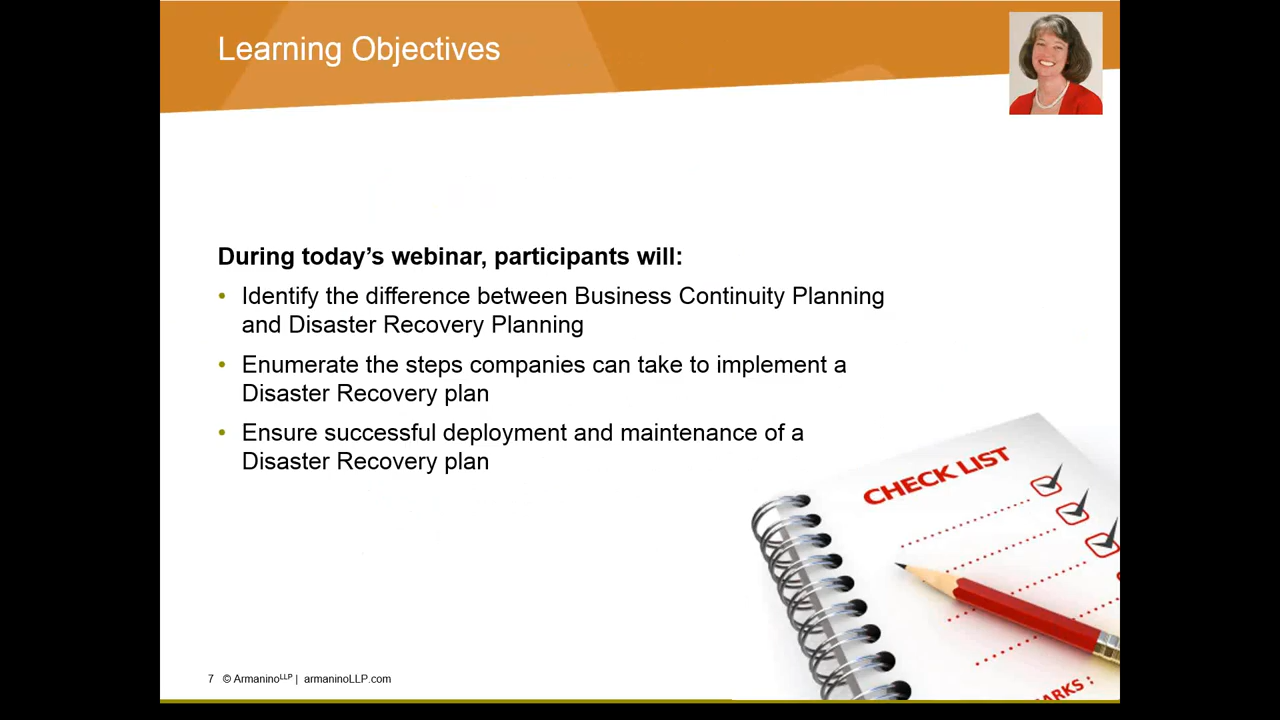 Learning Objectives
During today’s webinar, participants will:
• Identify the difference between Business Continuity Planning
and Disaster Recovery Planning
• Enumerate the steps companies can take to implement a
Disaster Recovery plan
• Ensure successful deployment and maintenance of a
Disaster Recovery plan
CHECK LIST
ARKS :
7 © ArmaninoLLP | armaninoLLP.com